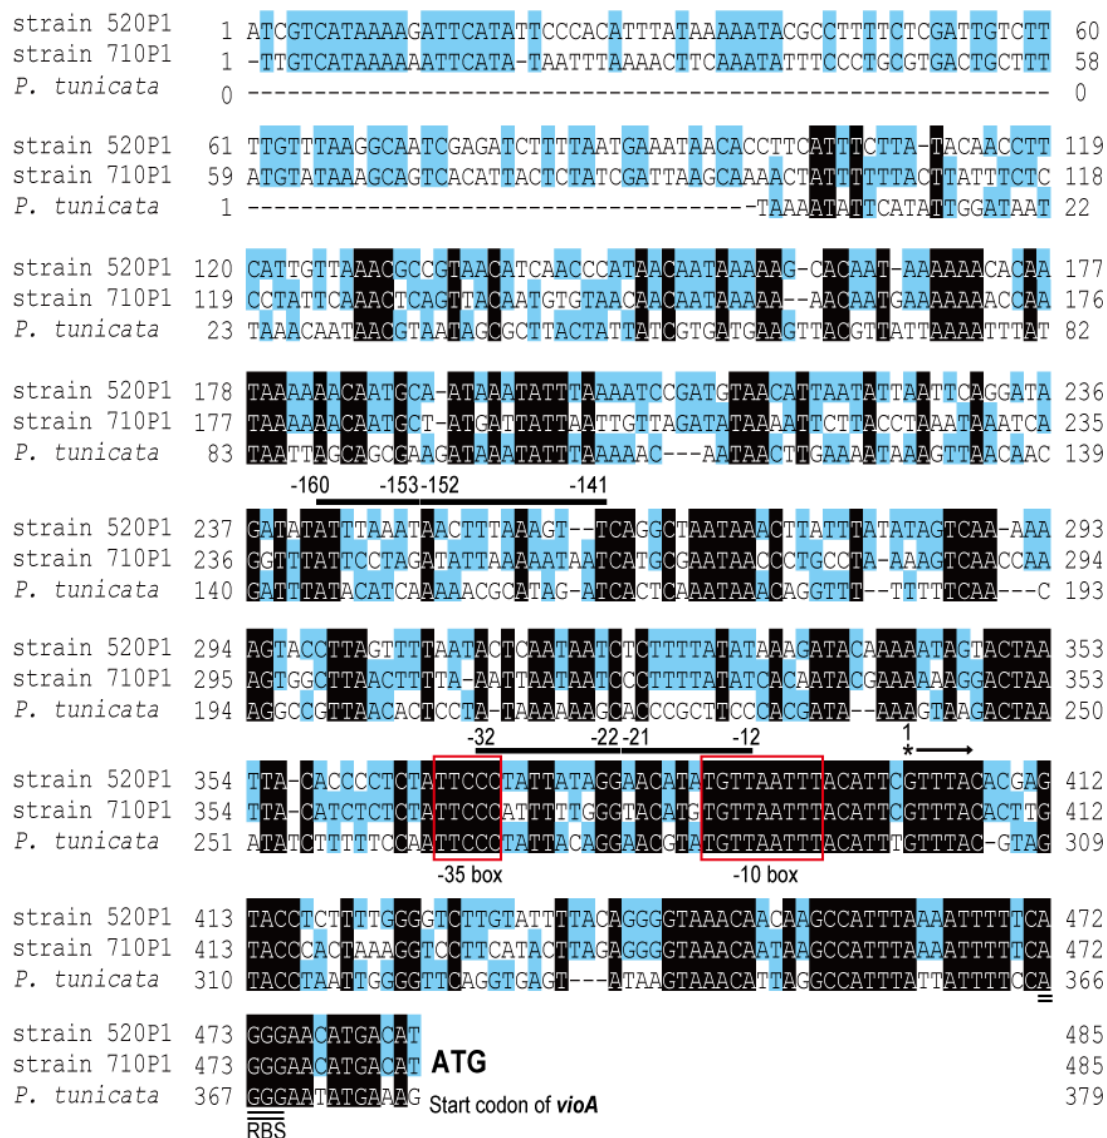 strain 520P1 1 ATCGTCATAAAAGATTCATATTCCCACATTTATAAAAATACGCCTTTTCTCGATTGTCTT 60
strain 710P1 1 -TTGTCATAAAAAATTCATA-TAATTTAAAACTTCAAATATTTCCCTGCGTGACTGCTTT 58
P. tunicata 0 ------------------------------------------------------------ 0
strain 520P1 61 TTGTTTAAGGCAATCGAGATCTTTTAATGAAATAACACCTTCATTTCTTA-TACAACCTT 119
strain 710P1 59 ATGTATAAAGCAGTCACATTACTCTATCGATTAAGCAAAACTATTTTTTACTTATTTCTC 118
P. tunicata 1 --------------------------------------TAAAATATTCATATTGGATAAT 22
strain 520P1 120 CATTGTTAAACGCCGTAACATCAACCCATAACAATAAAAAG-CACAAT-AAAAAACACAA 177
strain 710P1 119 CCTATTCAAACTCAGTTACAATGTGTAACAACAATAAAAA--AACAATGAAAAAAACCAA 176
P. tunicata 23 TAAACAATAACGTAATAGCGCTTACTATTATCGTGATGAAGTTACGTTATTAAAATTTAT 82
strain 520P1 178 TAAAAAACAATGCA-ATAAATATTTAAAATCCGATGTAACATTAATATTAATTCAGGATA 236
strain 710P1 177 TAAAAAACAATGCT-ATGATTATTAATTGTTAGATATAAAATTCTTACCTAAATAAATCA 235
P. tunicata 83 TAATTAGCAGCGAAGATAAATATTTAAAAAC---AATAACTTGAAAATAAAGTTAACAAC 139
-160 -153 -152 -141
strain 520P1 237 GATATATTTAAATAACTTTAAAGT--TCAGGCTAATAAACTTATTTATATAGTCAA-AAA 293
strain 710P1 236 GGTTTATTCCTAGATATTAAAAATAATCATGCGAATAACCCTGCCTA-AAAGTCAACCAA 294
P. tunicata 140 GATTTATACATCAAAAACGCATAG-ATCACTCAAATAAACAGGTTT--TTTTTCAA---C 193
strain 520P1 294 AGTACCTTAGTTTTAATACTCAATAATCTCTTTTATATAAAGATACAAAAATAGTACTAA 353
strain 710P1 295 AGTGGCTTAACTTTTA-AATTAATAATCCCTTTTATATCACAATACGAAAAAAGGACTAA 353
P. tunicata 194 AGGCCGTTAACACTCCTA-TAAAAAAGCACCCGCTTCCCACGATA--AAAGTAAGACTAA 250
-32 -22 -21 -12 1
*
strain 520P1 354 TTA-CACCCCTCTATTCCCTATTATAGGAACATATGTTAATTTACATTCGTTTACACGAG 412
strain 710P1 354 TTA-CATCTCTCTATTCCCATTTTTGGGTACATGTGTTAATTTACATTCGTTTACACTTG 412
P. tunicata 251 ATATCTTTTTCCAATTCCCTATTACAGGAACGTATGTTAATTTACATTTGTTTAC-GTAG 309
-35 box -10 box
strain 520P1 413 TACCTCTTTTGGGGTCTTGTATTTTACAGGGGTAAACAACAAGCCATTTAAAATTTTTCA 472
strain 710P1 413 TACCCACTAAAGGTCCTTCATACTTAGAGGGGTAAACAATAAGCCATTTAAAATTTTTCA 472
P. tunicata 310 TACCTAATTGGGGTTCAGGTGAGT---ATAAGTAAACATTAGGCCATTTATTATTTTCCA 366
strain 520P1 473 GGGAACATGACAT 485
strain 710P1 473 GGGAACATGACAT ATG 485
P. tunicata 367 GGGAATATGAAAG Start codon of vioA 379
RBS